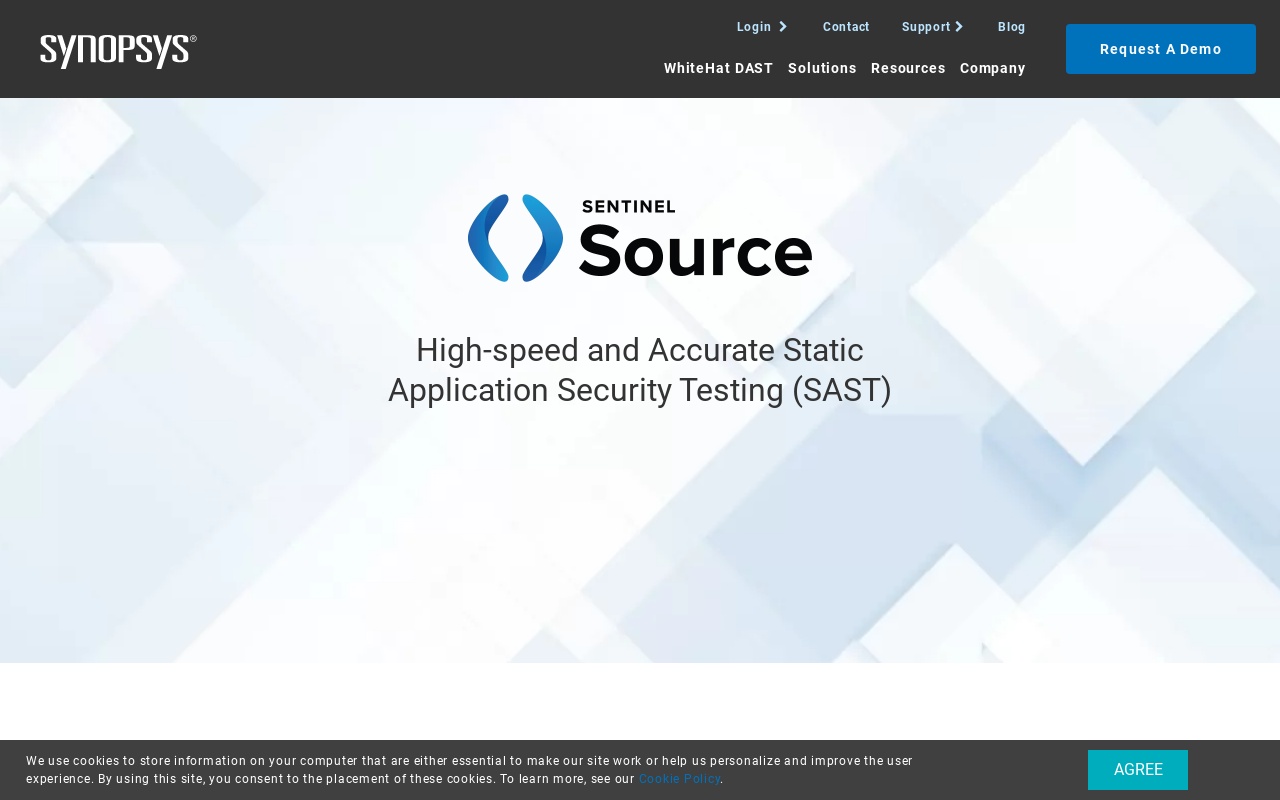 SYNOPSYS®
Login
Contact
Support
Blog
WhiteHat DAST
Solutions
Resources
Company
Request A Demo
SENTINEL
Source
High-speed and Accurate Static
Application Security Testing (SAST)
We use cookies to store information on your computer that are either essential to make our site work or help us personalize and improve the user
experience. By using this site, you consent to the placement of these cookies. To learn more, see our Cookie Policy.
AGREE